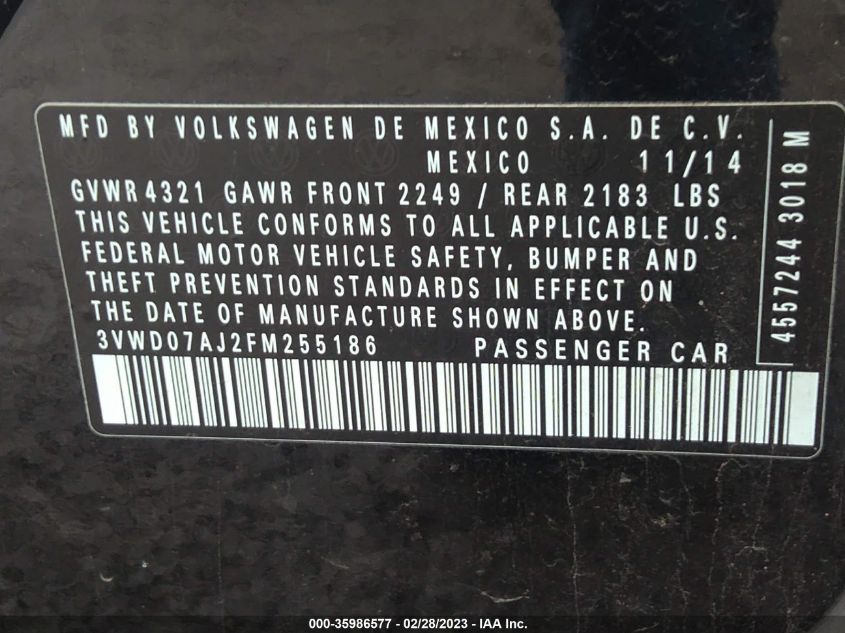 MFD BY VOLKSWAGEN DE MEXICO S.A. DE C.V.
MEXICO 11/14
GVWR 4321 GAWR FRONT 2249 / REAR 2183 LBS
THIS VEHICLE CONFORMS TO ALL APPLICABLE U.S.
FEDERAL MOTOR VEHICLE SAFETY, BUMPER AND
THEFT PREVENTION STANDARDS IN EFFECT ON
THE DATE OF MANUFACTURE SHOWN ABOVE.
3VWD07AJ2FM255186 PASSENGER CAR
4557244 3018 M
000-35986577 — 02/28/2023 — IAA Inc.